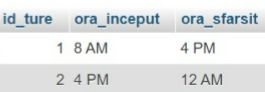 id_ture ora_inceput ora_sfarsit
1 8 AM 4 PM
2 4 PM 12 AM